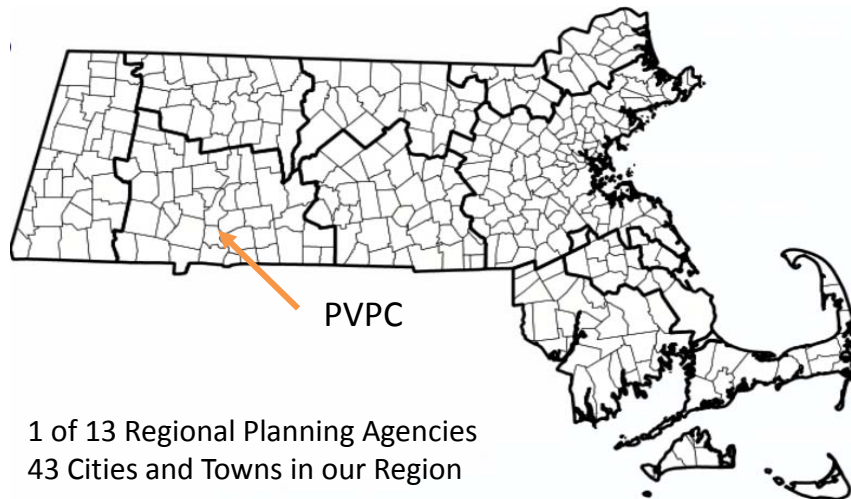 PVPC
1 of 13 Regional Planning Agencies
43 Cities and Towns in our Region